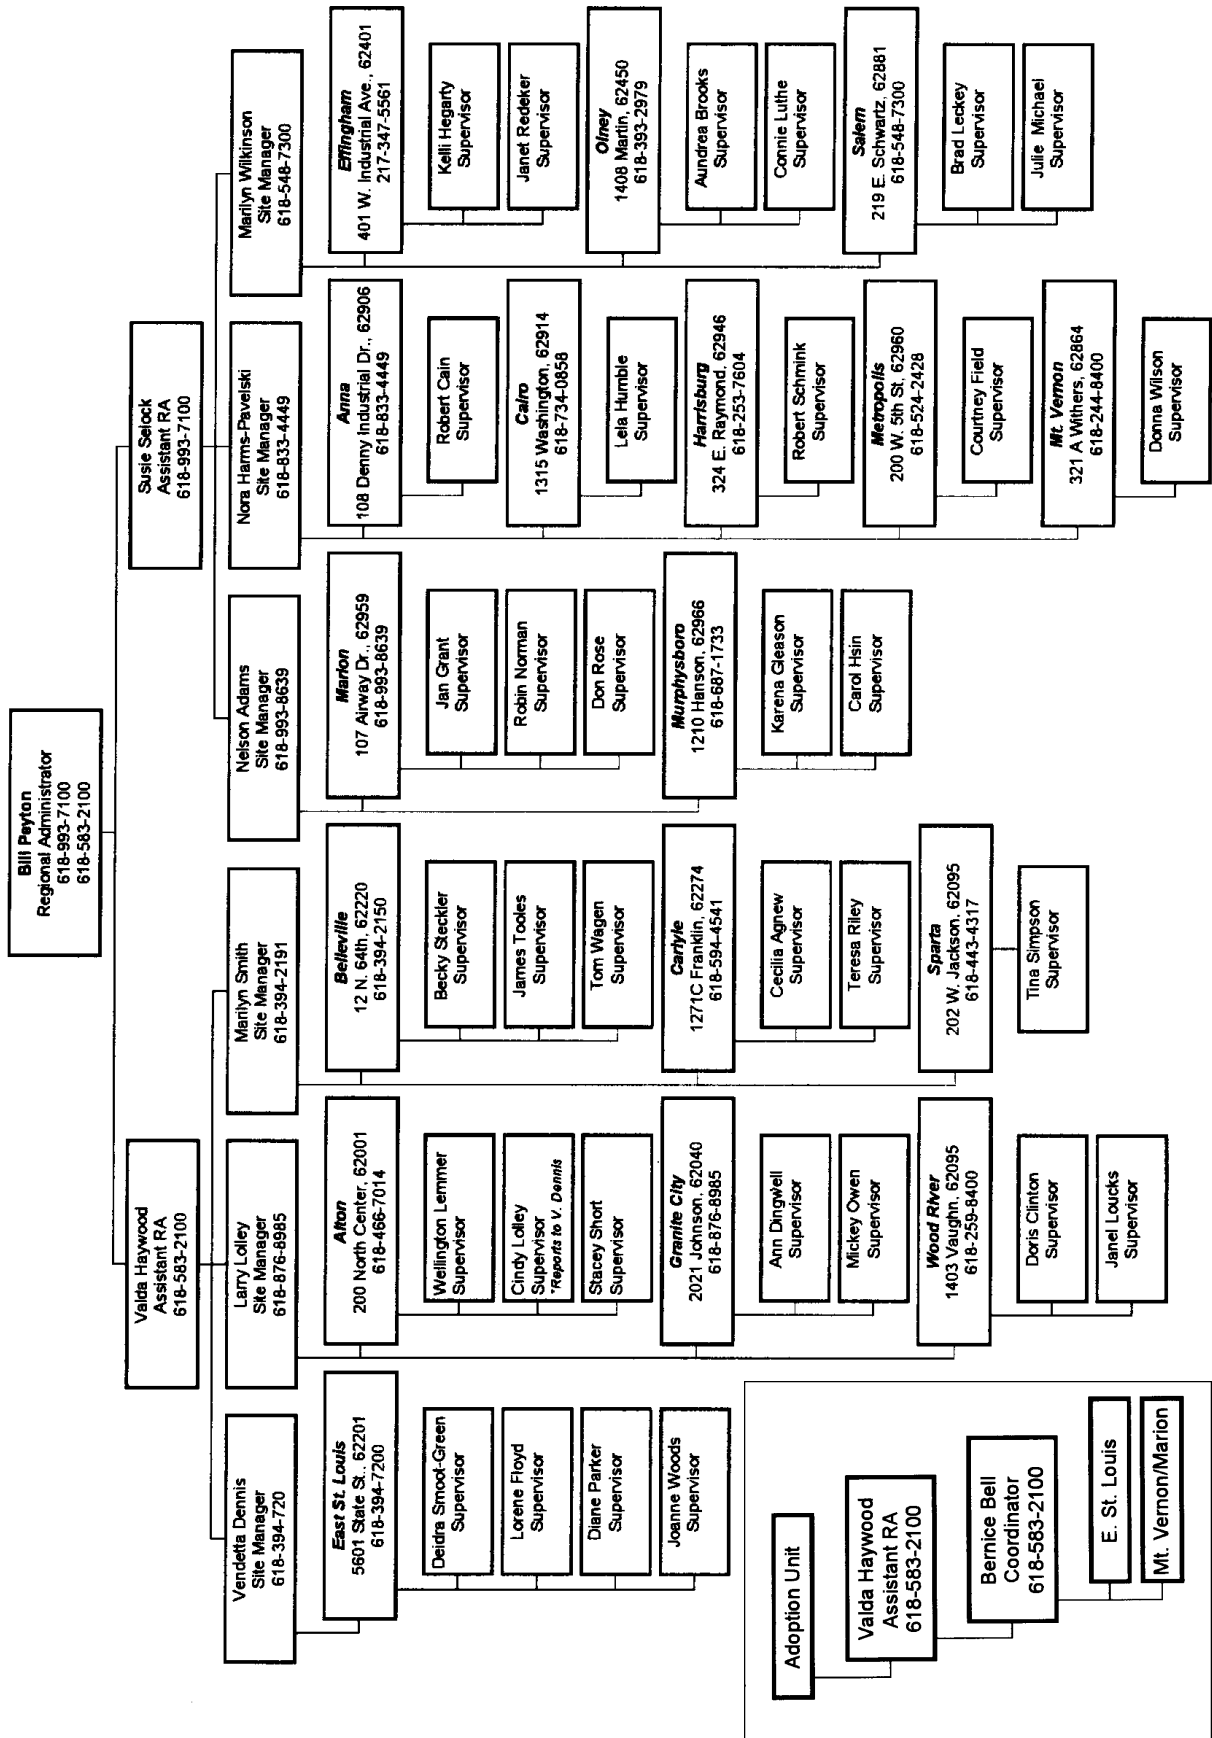 Bill Peyton
Regional Administrator
618-993-7100
618-583-2100
Valda Haywood
Assistant RA
618-583-2100
Susie Selock
Assistant RA
618-993-7100
Vendetta Dennis
Site Manager
618-394-720
Larry Lolley
Site Manager
618-876-8985
Marilyn Smith
Site Manager
618-394-2191
Nelson Adams
Site Manager
618-993-8639
Nora Harms-Pavelski
Site Manager
618-833-4449
Marilyn Wilkinson
Site Manager
618-548-7300
East St. Louis
5601 State St., 62201
618-394-7200
Deidra Smoot-Green
Supervisor
Lorene Floyd
Supervisor
Diane Parker
Supervisor
Joanne Woods
Supervisor
Alton
200 North Center, 62001
618-466-7014
Wellington Lemmer
Supervisor
Cindy Lolley
Supervisor
*Reports to V. Dennis
Stacey Short
Supervisor
Granite City
2021 Johnson, 62040
618-876-8985
Ann Dingwell
Supervisor
Mickey Owen
Supervisor
Wood River
1403 Vaughn, 62095
618-259-8400
Doris Clinton
Supervisor
Janel Loucks
Supervisor
Belleville
12 N. 64th, 62220
618-394-2150
Becky Steckler
Supervisor
James Tooles
Supervisor
Tom Wagen
Supervisor
Carlyle
1271C Franklin, 62274
618-594-4541
Cecilia Agnew
Supervisor
Teresa Riley
Supervisor
Sparta
202 W. Jackson, 62095
618-443-4317
Tina Simpson
Supervisor
Marion
107 Airway Dr., 62959
618-993-8639
Jan Grant
Supervisor
Robin Norman
Supervisor
Don Rose
Supervisor
Murphysboro
1210 Hanson, 62966
618-687-1733
Karena Gleason
Supervisor
Carol Hsin
Supervisor
Anna
108 Denny Industrial Dr., 62906
618-833-4449
Robert Cain
Supervisor
Cairo
1315 Washington, 62914
618-734-0858
Lela Humble
Supervisor
Harrisburg
324 E. Raymond, 62946
618-253-7604
Robert Schmink
Supervisor
Metropolis
200 W. 5th St, 62960
618-524-2428
Courtney Field
Supervisor
Mt. Vernon
321 A Withers, 62864
618-244-8400
Donna Wilson
Supervisor
Effingham
401 W. Industrial Ave., 62401
217-347-5561
Kelli Hegarty
Supervisor
Janet Redeker
Supervisor
Olney
1408 Martin, 62450
618-393-2979
Aundrea Brooks
Supervisor
Connie Luthe
Supervisor
Salem
219 E. Schwartz, 62881
618-548-7300
Brad Leckey
Supervisor
Julie Michael
Supervisor
Adoption Unit
Valda Haywood
Assistant RA
618-583-2100
Bernice Bell
Coordinator
618-583-2100
E. St. Louis
Mt. Vernon/Marion